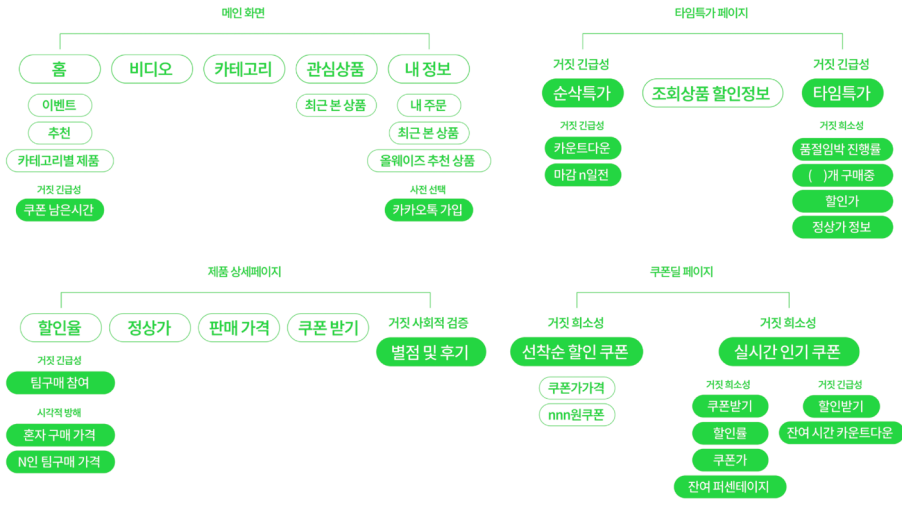 메인 화면
홈
비디오
카테고리
관심상품
내 정보
이벤트
추천
카테고리별 제품
거짓 긴급성
쿠폰 남은시간
최근 본 상품
내 주문
최근 본 상품
올웨이즈 추천 상품
사전 선택
카카오톡 가입
타임특가 페이지
거짓 긴급성
순삭특가
조회상품 할인정보
거짓 긴급성
타임특가
거짓 긴급성
카운트다운
마감 n일전
거짓 희소성
품절임박 진행률
( )개 구매중
할인가
정상가 정보
제품 상세페이지
할인율
정상가
판매 가격
쿠폰 받기
거짓 사회적 검증
별점 및 후기
거짓 긴급성
팀구매 참여
시각적 방해
혼자 구매 가격
N인 팀구매 가격
쿠폰딜 페이지
거짓 희소성
선착순 할인 쿠폰
거짓 희소성
실시간 인기 쿠폰
쿠폰가가격
nnn원쿠폰
거짓 희소성
쿠폰받기
할인률
쿠폰가
잔여 퍼센테이지
거짓 긴급성
할인받기
잔여 시간 카운트다운